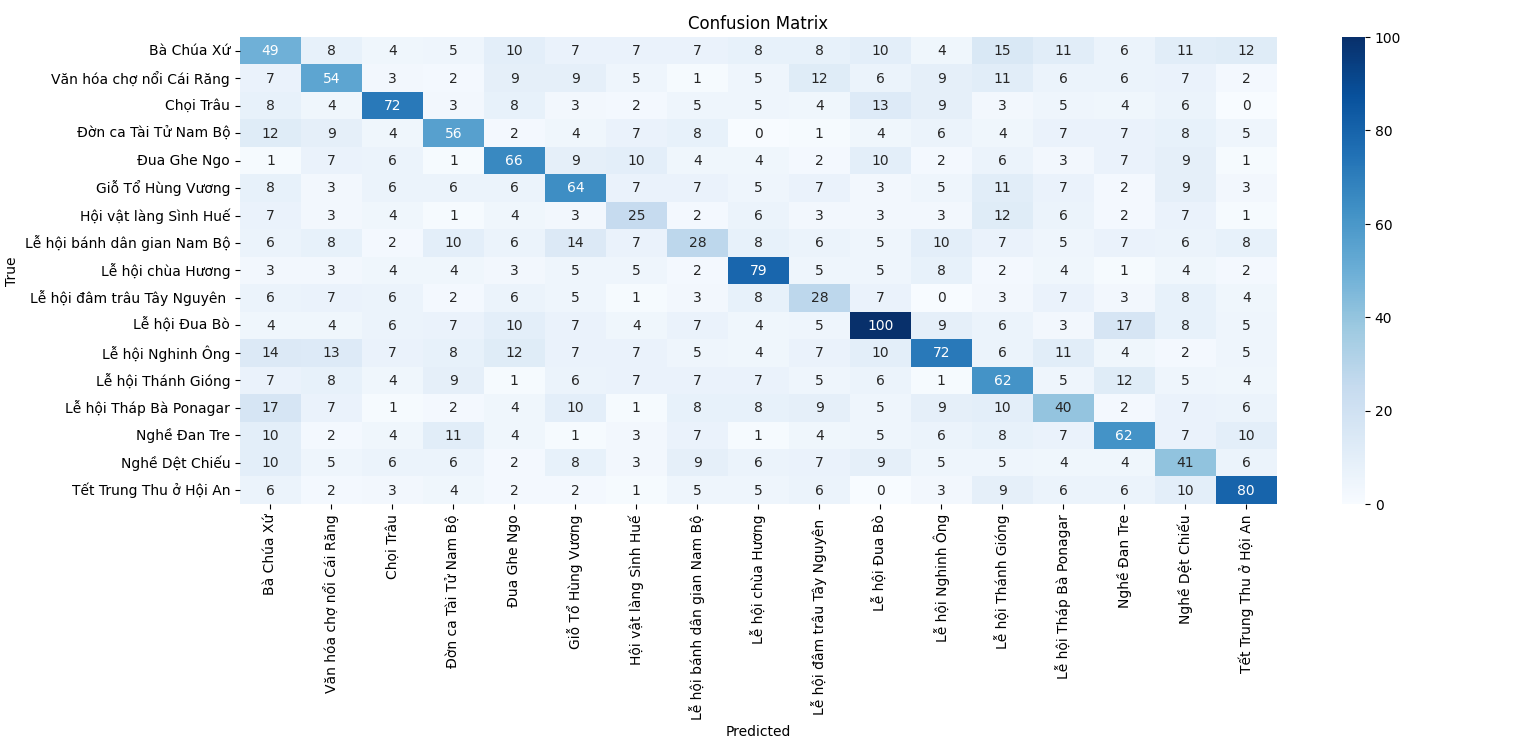 Confusion Matrix
Bà Chúa Xứ 49 8 4 5 10 7 7 7 8 8 10 4 15 11 6 11 12
Văn hóa chợ nổi Cái Răng 7 54 3 2 9 9 5 1 5 12 6 9 11 6 6 7 2
Chọi Trâu 8 4 72 3 8 3 2 5 5 4 13 9 3 5 4 6 0
Đờn ca Tài Tử Nam Bộ 12 9 4 56 2 4 7 8 0 1 4 6 4 7 7 8 5
Đua Ghe Ngo 1 7 6 1 66 9 10 4 4 2 10 2 6 3 7 9 1
Giỗ Tổ Hùng Vương 8 3 6 6 6 64 7 7 5 7 3 5 11 7 2 9 3
Hội vật làng Sình Huế 7 3 4 1 4 3 25 2 6 3 3 3 12 6 2 7 1
Lễ hội bánh dân gian Nam Bộ 6 8 2 10 6 14 7 28 8 6 5 10 7 5 7 6 8
Lễ hội chùa Hương 3 3 4 4 3 5 5 2 79 5 5 8 2 4 1 4 2
Lễ hội đâm trâu Tây Nguyên 6 7 6 2 6 5 1 3 8 28 7 0 3 7 3 8 4
Lễ hội Đua Bò 4 4 6 7 10 7 4 7 4 5 100 9 6 3 17 8 5
Lễ hội Nghinh Ông 14 13 7 8 12 7 7 5 4 7 10 72 6 11 4 2 5
Lễ hội Thánh Gióng 7 8 4 9 1 6 7 7 7 5 6 1 62 5 12 5 4
Lễ hội Tháp Bà Ponagar 17 7 1 2 4 10 1 8 8 9 5 9 10 40 2 7 6
Nghề Đan Tre 10 2 4 11 4 1 3 7 1 4 5 6 8 7 62 7 10
Nghề Dệt Chiếu 10 5 6 6 2 8 3 9 6 7 9 5 5 4 4 41 6
Tết Trung Thu ở Hội An 6 2 3 4 2 2 1 5 5 6 0 3 9 6 6 10 80
True
Bà Chúa Xứ
Văn hóa chợ nổi Cái Răng
Chọi Trâu
Đờn ca Tài Tử Nam Bộ
Đua Ghe Ngo
Giỗ Tổ Hùng Vương
Hội vật làng Sình Huế
Lễ hội bánh dân gian Nam Bộ
Lễ hội chùa Hương
Lễ hội đâm trâu Tây Nguyên
Lễ hội Đua Bò
Lễ hội Nghinh Ông
Lễ hội Thánh Gióng
Lễ hội Tháp Bà Ponagar
Nghề Đan Tre
Nghề Dệt Chiếu
Tết Trung Thu ở Hội An
Predicted
100
80
60
40
20
0